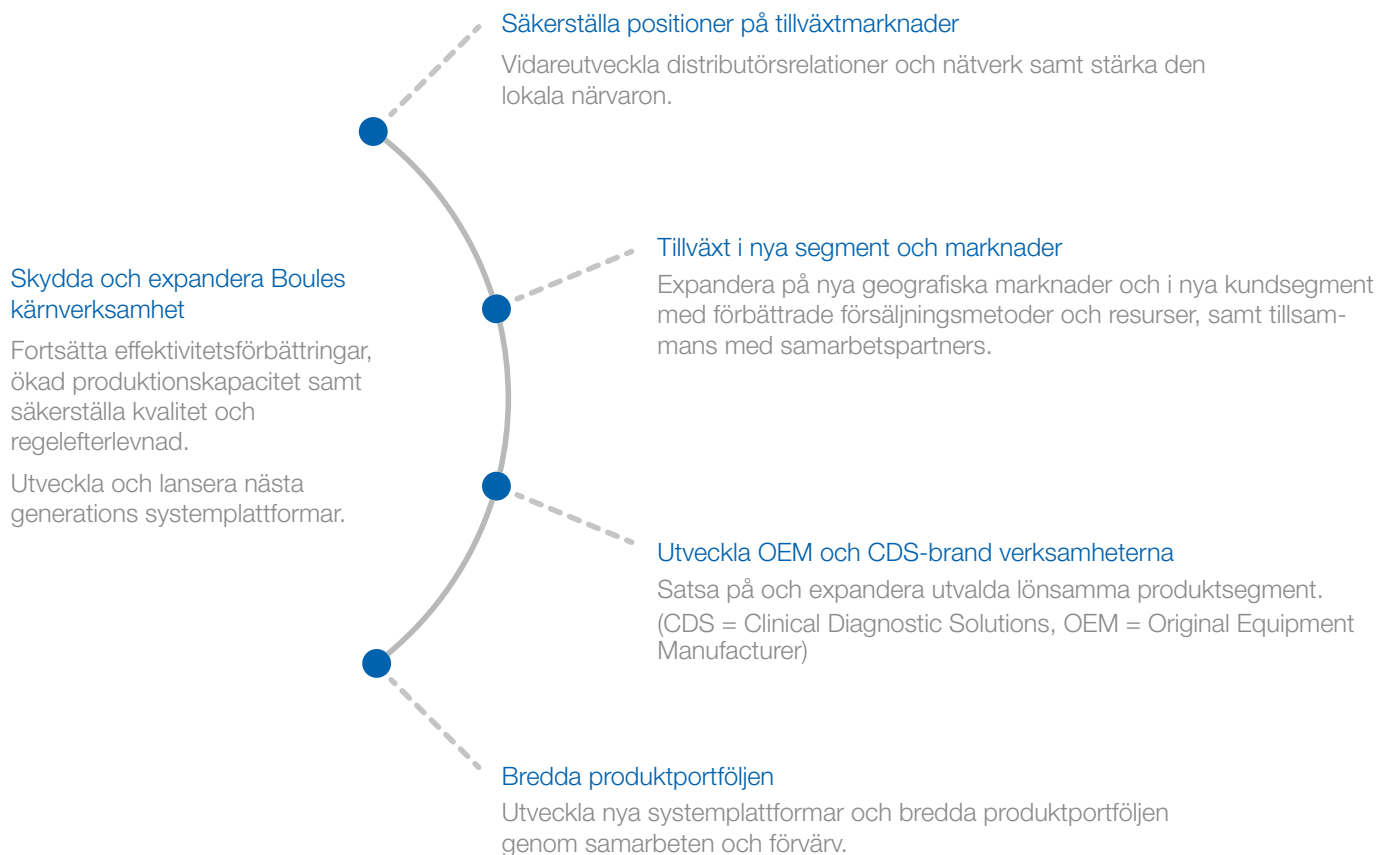 Säkerställa positioner på tillväxtmarknader
Vidareutveckla distributörsrelationer och nätverk samt stärka den
lokala närvaron.
Tillväxt i nya segment och marknader
Expandera på nya geografiska marknader och i nya kundsegment
med förbättrade försäljningsmetoder och resurser, samt tillsam-
mans med samarbetspartners.
Skydda och expandera Boules
kärnverksamhet
Fortsätta effektivitetsförbättringar,
ökad produktionskapacitet samt
säkerställa kvalitet och
regelefterlevnad.
Utveckla och lansera nästa
generations systemplattformar.
Utveckla OEM och CDS-brand verksamheterna
Satsa på och expandera utvalda lönsamma produktsegment.
(CDS = Clinical Diagnostic Solutions, OEM = Original Equipment
Manufacturer)
Bredda produktportföljen
Utveckla nya systemplattformar och bredda produktportföljen
genom samarbeten och förvärv.